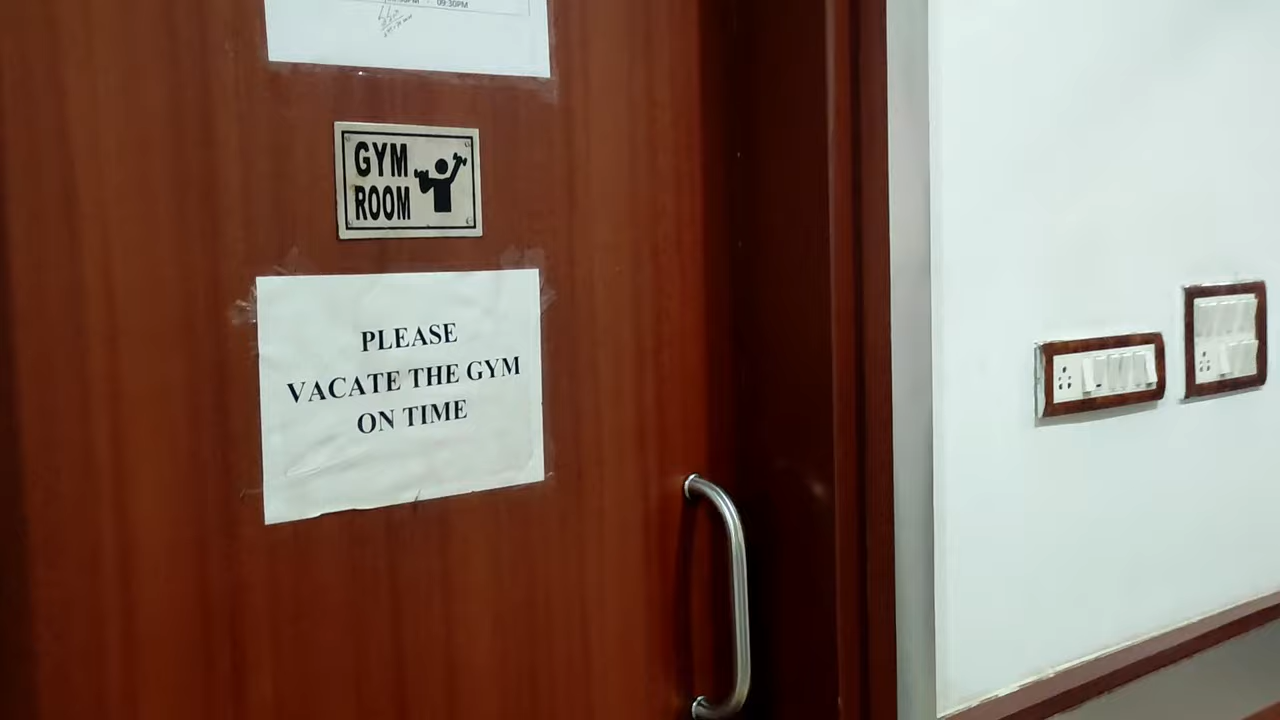 09:30PM
GYM
ROOM
PLEASE
VACATE THE GYM
ON TIME